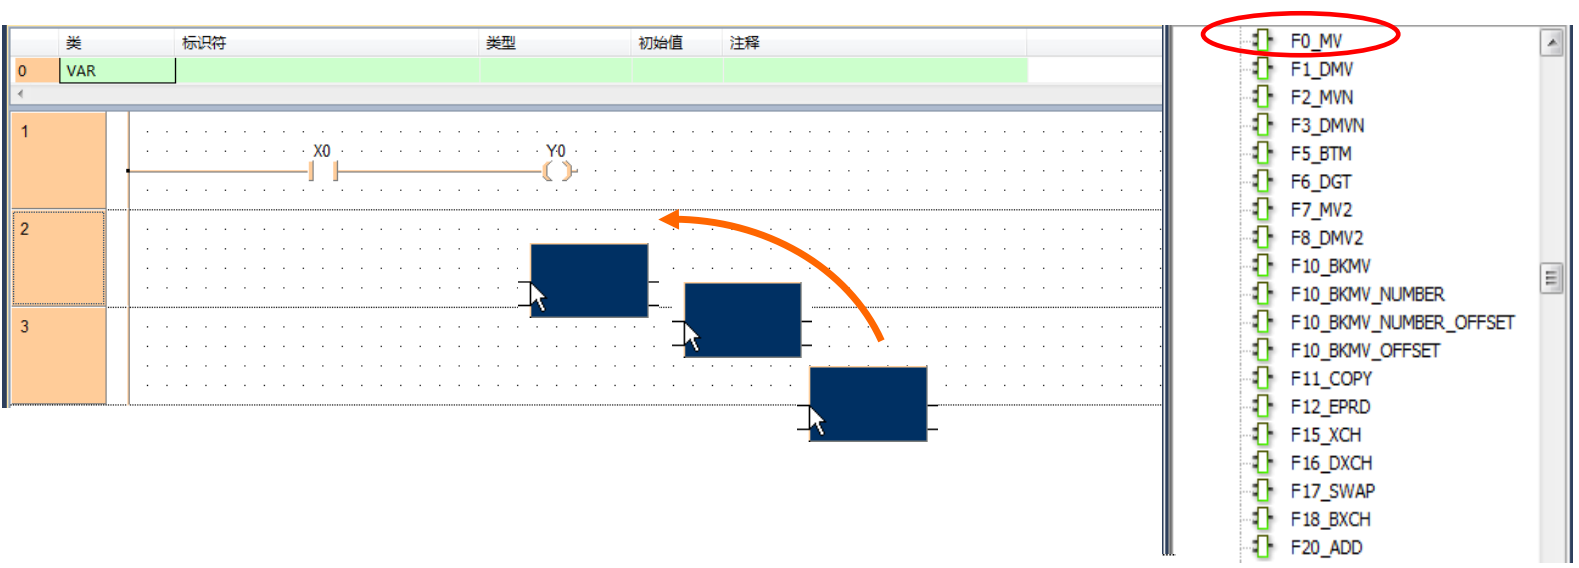 类 标识符 类型 初始值 注释
0 VAR
1
X0 Y0
2
3
F0_MV
F1_DMV
F2_MVN
F3_DMVN
F5_BTM
F6_DGT
F7_MV2
F8_DMV2
F10_BKMV
F10_BKMV_NUMBER
F10_BKMV_NUMBER_OFFSET
F10_BKMV_OFFSET
F11_COPY
F12_EPRD
F15_XCH
F16_DXCH
F17_SWAP
F18_BXCH
F20_ADD